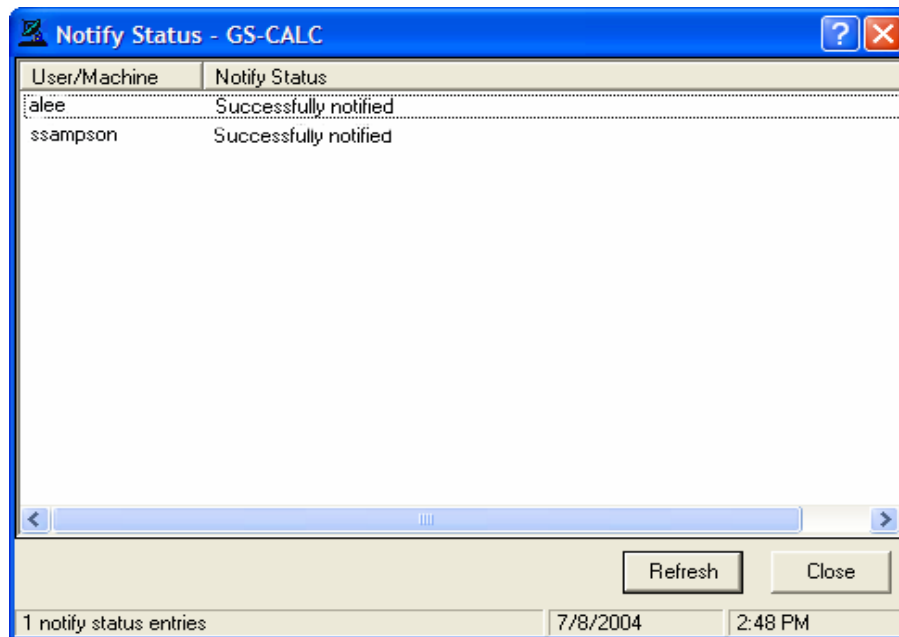 Notify Status - GS-CALC
User/Machine Notify Status
alee Successfully notified
ssampson Successfully notified
Refresh Close
1 notify status entries 7/8/2004 2:48 PM